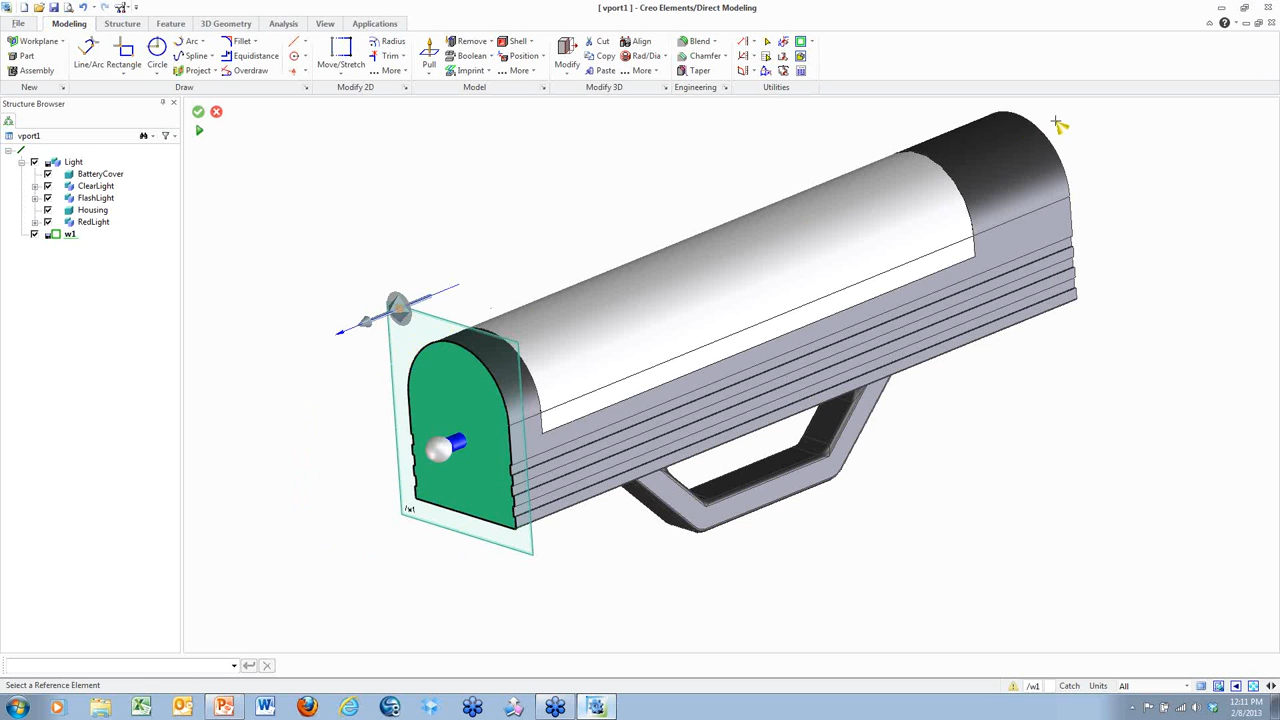 [ vport1 ] - Creo Elements/Direct Modeling
File Modeling Structure Feature 3D Geometry Analysis View Applications
Workplane Arc Fillet Radius Remove Shell Cut Align Blend
Part Line/Arc Rectangle Circle Spline Equidistance Move/Stretch Trim Pull Boolean Position Modify Copy Rad/Dia Chamfer
Assembly Project Overdraw More Imprint More Paste More Taper
New Draw Modify 2D Model Modify 3D Engineering Utilities
Structure Browser
vport1
Light
BatteryCover
ClearLight
FlashLight
Housing
RedLight
w1
/w1
Select a Reference Element
/w1 Catch Units All
12:11 PM
2/8/2013